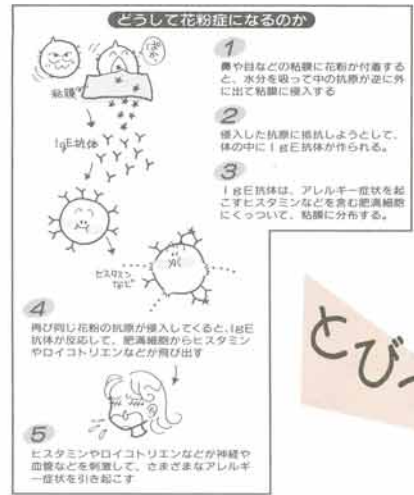 どうして花粉症になるのか
ぱか
粘膜
IgE抗体
ヒスタミン
など
1
鼻や目などの粘膜に花粉が付着する
と、水分を吸って中の抗原が逆に外
に出て粘膜に侵入する
2
侵入した抗原に抵抗しようとして、
体の中にIgE抗体が作られる。
3
IgE抗体は、アレルギー症状を起
こすヒスタミンなどを含む肥満細胞
にくっついて、粘膜に分布する。
4
再び同じ花粉の抗原が侵入してくると、IgE
抗体が反応して、肥満細胞からヒスタミン
やロイコトリエンなどが飛び出す
5
ヒスタミンやロイコトリエンなどが神経や
血管などを刺激して、さまざまなアレルギ
ー症状を引き起こす
とび